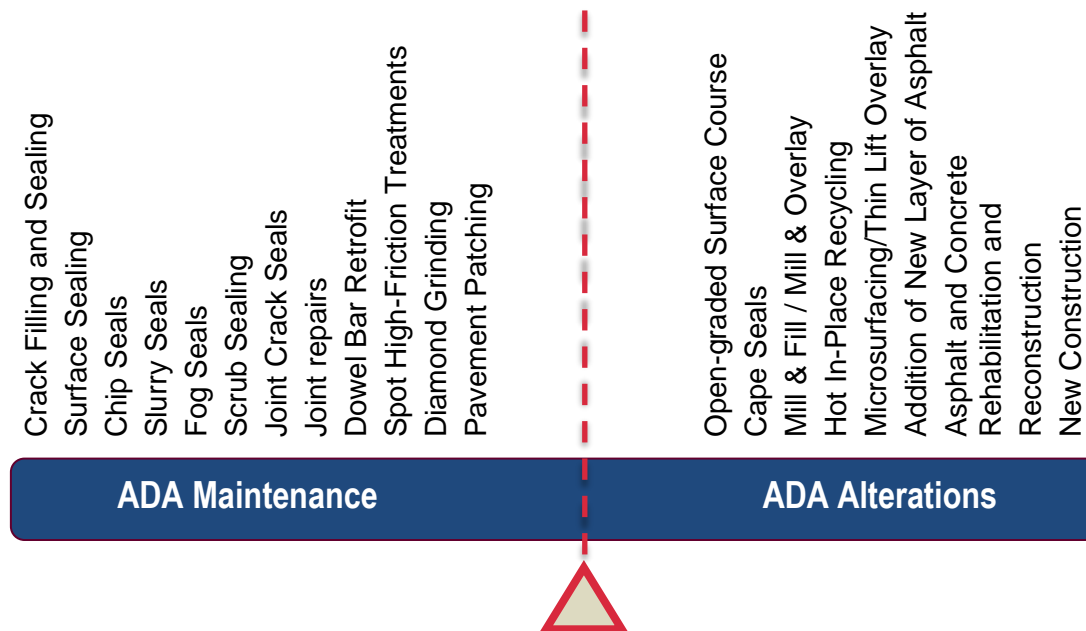 Crack Filling and Sealing
Surface Sealing
Chip Seals
Slurry Seals
Fog Seals
Scrub Sealing
Joint Crack Seals
Joint repairs
Dowel Bar Retrofit
Spot High-Friction Treatments
Diamond Grinding
Pavement Patching
Open-graded Surface Course
Cape Seals
Mill & Fill / Mill & Overlay
Hot In-Place Recycling
Microsurfacing/Thin Lift Overlay
Addition of New Layer of Asphalt
Asphalt and Concrete
Rehabilitation and
Reconstruction
New Construction
ADA Maintenance
ADA Alterations